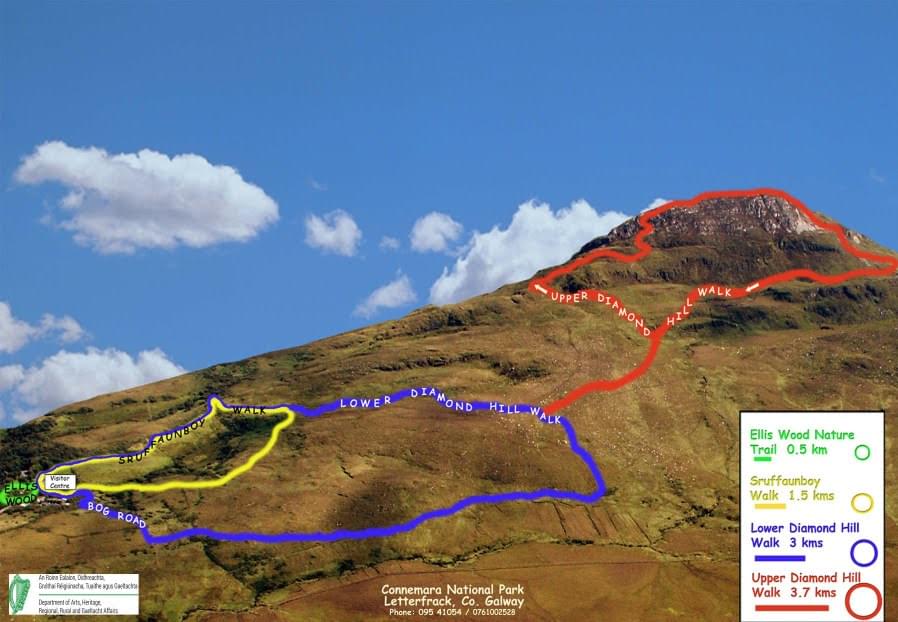 UPPER DIAMOND HILL WALK
LOWER DIAMOND HILL WALK
SRUFFAUNBOY WALK
Visitor
Centre
ELLIS
WOOD
BOG ROAD
Ellis Wood Nature
Trail 0.5 km
Sruffaunboy
Walk 1.5 kms
Lower Diamond Hill
Walk 3 kms
Upper Diamond Hill
Walk 3.7 kms
An Roinn Ealaíon, Oidhreachta,
Gnóthaí Réigiúnacha, Tuaithe agus Gaeltachta
Department of Arts, Heritage,
Regional, Rural and Gaeltacht Affairs
Connemara National Park
Letterfrack, Co. Galway
Phone: 095 41054 / 0761002528